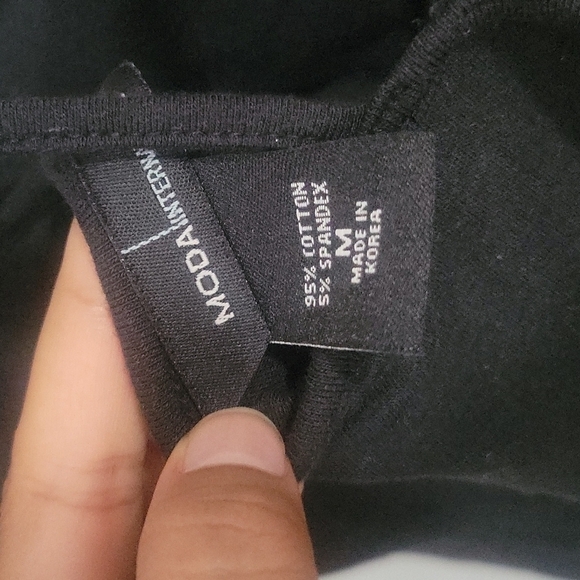 MODA INTERN
95% COTTON
5% SPANDEX
M
MADE IN
KOREA